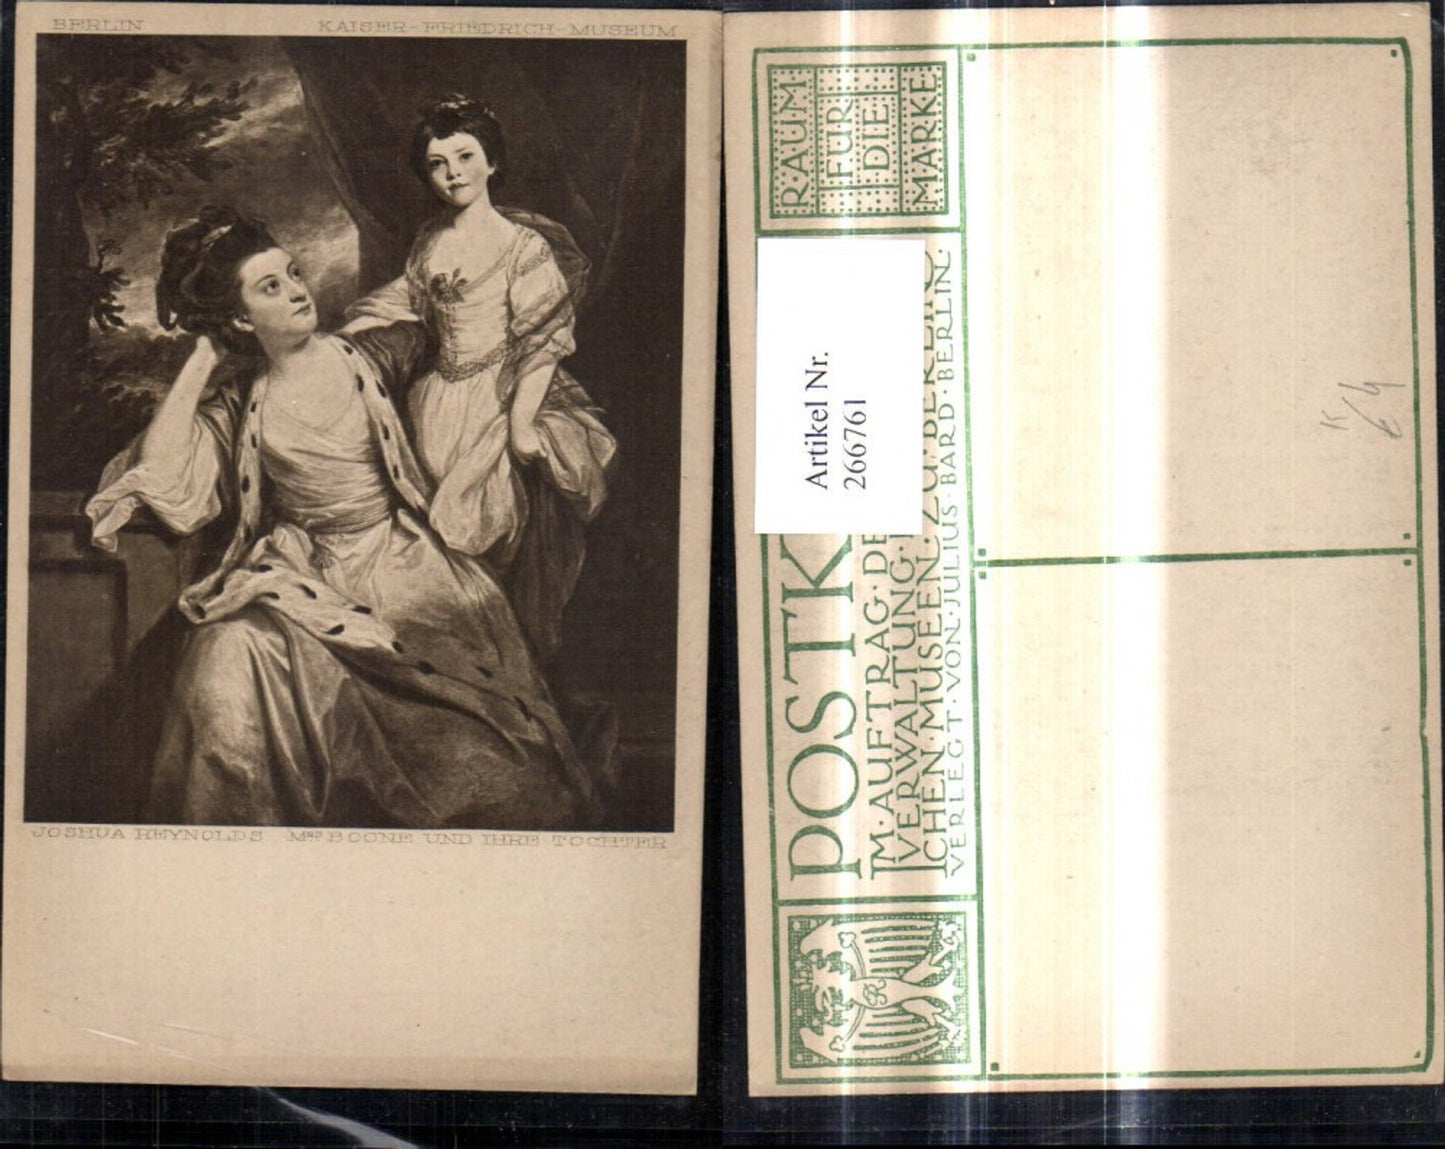 BERLIN KAISER-FRIEDRICH-MUSEUM
JOSHUA REYNOLDS MRS BOONE UND IHRE TOCHTER
RAUM
FÜR
DIE
MARKE
Artikel Nr.
266761
POSTK
IM·AUFTRAG·DE
VERWALTUNG·
CHEN·MUSEEN·ZU·BERLIN
VERLEGT·VON·JULIUS·BARD·BERLIN·